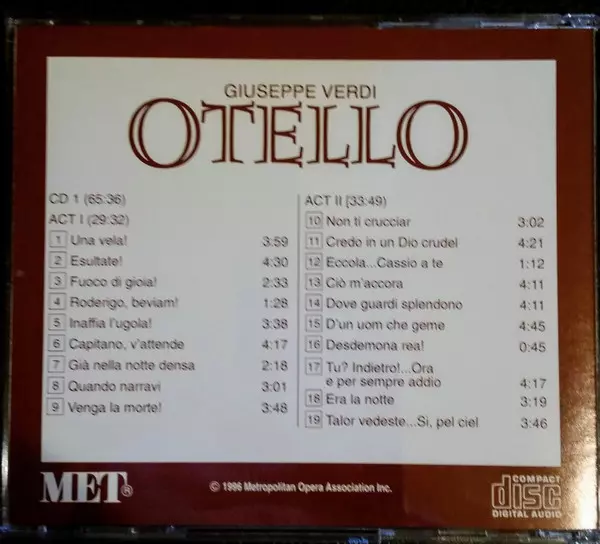 GIUSEPPE VERDI
OTELLO
CD 1 (65:36)
ACT I (29:32)
1 Una vela! 3:59
2 Esultate! 4:30
3 Fuoco di gioia! 2:33
4 Roderigo, beviam! 1:28
5 Inaffia l'ugola! 3:38
6 Capitano, v'attende 4:17
7 Già nella notte densa 2:18
8 Quando narravi 3:01
9 Venga la morte! 3:48
ACT II [33:49)
10 Non ti crucciar 3:02
11 Credo in un Dio crudel 4:21
12 Eccola...Cassio a te 1:12
13 Ciò m'accora 4:11
14 Dove guardi splendono 4:11
15 D'un uom che geme 4:45
16 Desdemona rea! 0:45
17 Tu? Indietro!...Ora
e per sempre addio 4:17
18 Era la notte 3:19
19 Talor vedeste...Si, pel ciel 3:46
MET®
© 1996 Metropolitan Opera Association Inc.
COMPACT
disc
DIGITAL AUDIO